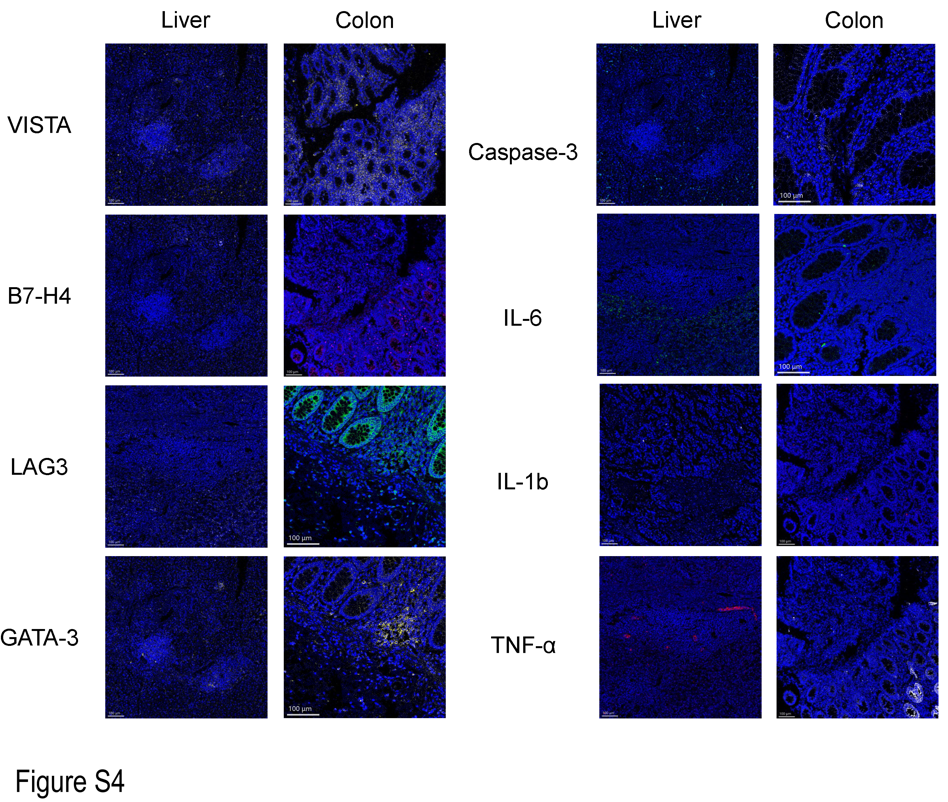 Liver Colon Liver Colon
VISTA
Caspase-3
100 µm
B7-H4
IL-6
100 µm
LAG3
IL-1b
100 µm
GATA-3
TNF-α
100 µm
Figure S4